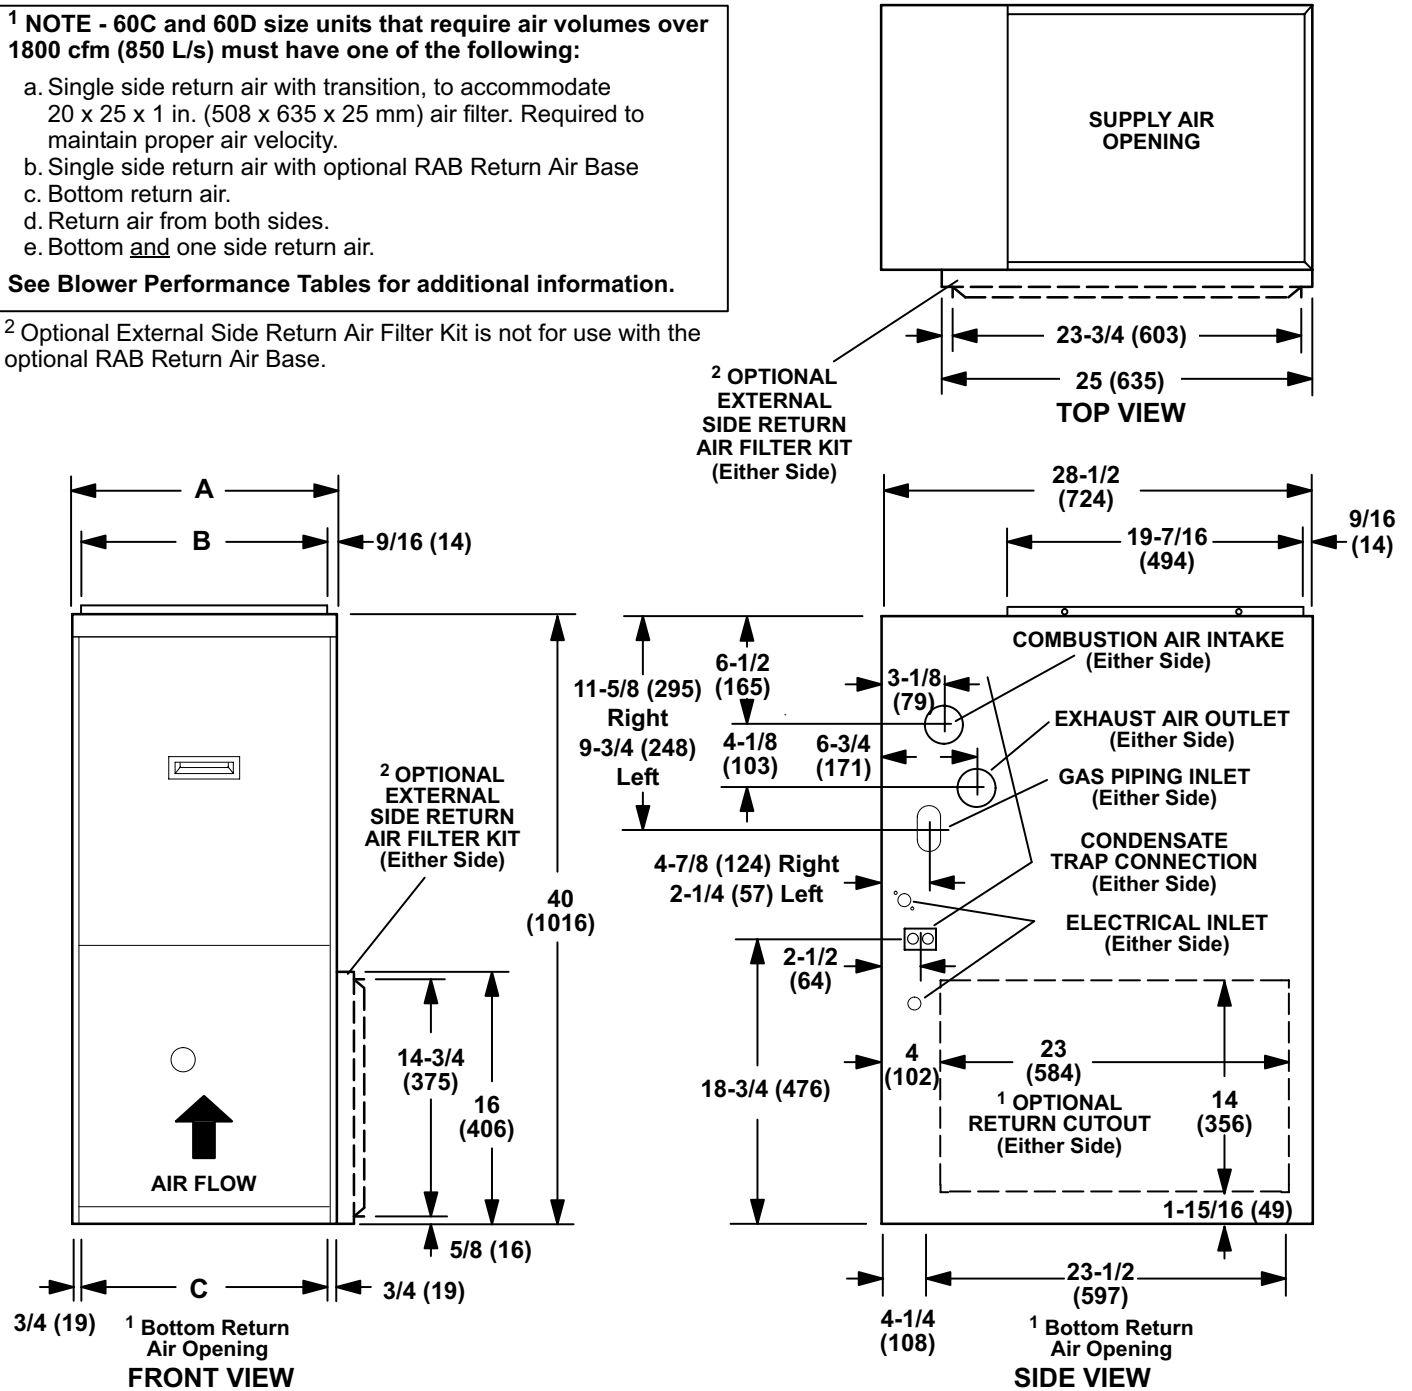 1 NOTE - 60C and 60D size units that require air volumes over
1800 cfm (850 L/s) must have one of the following:
a. Single side return air with transition, to accommodate
20 x 25 x 1 in. (508 x 635 x 25 mm) air filter. Required to
maintain proper air velocity.
b. Single side return air with optional RAB Return Air Base
c. Bottom return air.
d. Return air from both sides.
e. Bottom and one side return air.
See Blower Performance Tables for additional information.
2 Optional External Side Return Air Filter Kit is not for use with the
optional RAB Return Air Base.
SUPPLY AIR
OPENING
23-3/4 (603)
25 (635)
TOP VIEW
2 OPTIONAL
EXTERNAL
SIDE RETURN
AIR FILTER KIT
(Either Side)
A
B
9/16 (14)
2 OPTIONAL
EXTERNAL
SIDE RETURN
AIR FILTER KIT
(Either Side)
40
(1016)
14-3/4
(375)
16
(406)
AIR FLOW
5/8 (16)
C
3/4 (19)
3/4 (19)
1 Bottom Return
Air Opening
FRONT VIEW
28-1/2
(724)
19-7/16
(494)
9/16
(14)
6-1/2
(165)
11-5/8 (295)
Right
9-3/4 (248)
Left
4-1/8
(103)
3-1/8
(79)
6-3/4
(171)
COMBUSTION AIR INTAKE
(Either Side)
EXHAUST AIR OUTLET
(Either Side)
GAS PIPING INLET
(Either Side)
CONDENSATE
TRAP CONNECTION
(Either Side)
ELECTRICAL INLET
(Either Side)
4-7/8 (124) Right
2-1/4 (57) Left
2-1/2
(64)
18-3/4 (476)
4
(102)
23
(584)
1 OPTIONAL
RETURN CUTOUT
(Either Side)
14
(356)
1-15/16 (49)
23-1/2
(597)
4-1/4
(108)
1 Bottom Return
Air Opening
SIDE VIEW